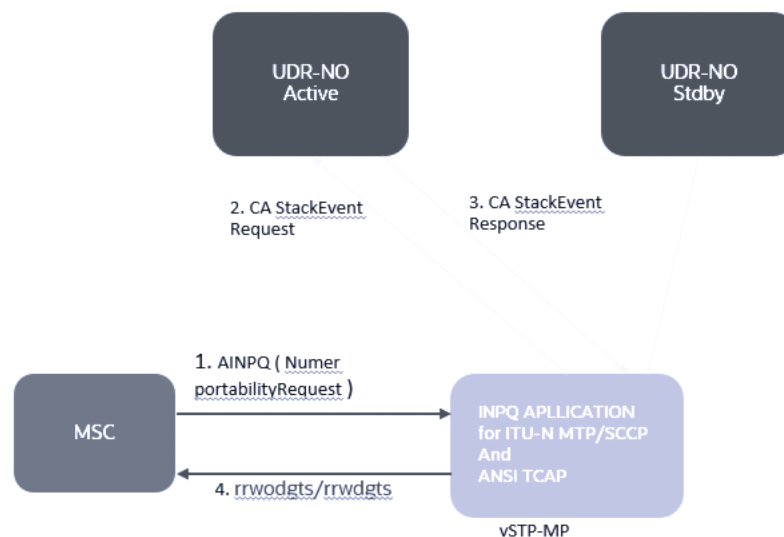 UDR-NO
Active
UDR-NO
Stdby
2. CA StackEvent
Request
3. CA StackEvent
Response
1. AINPQ ( Numer
portabilityRequest )
MSC
INPQ APLLICATION
for ITU-N MTP/SCCP
And
ANSI TCAP
4. rrwodgts/rrwdgts
vSTP-MP